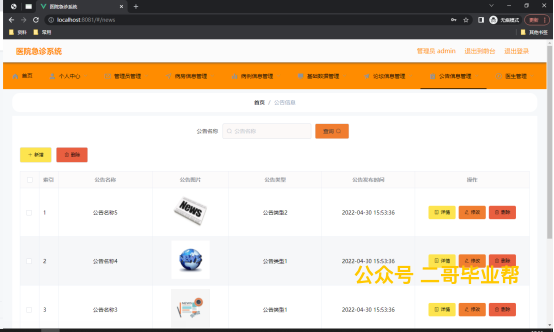 医院急诊系统
localhost:8081/#/news
无痕模式
更新
资料
常用
其他书签
医院急诊系统
管理员 admin
退出到前台
退出登录
首页
个人中心
管理员管理
病房信息管理
病例信息管理
基础数据管理
论坛信息管理
公告信息管理
医生管理
首页 / 公告信息
公告名称
公告名称
查询
+ 新增
删除
索引 公告名称 公告图片 公告类型 公告发布时间 操作
1 公告名称5 News 公告类型2 2022-04-30 15:53:36 详情 修改 删除
2 公告名称4 公告类型1 2022-04-30 15:53:36 详情 修改 删除
公众号 二哥毕业帮
3 公告名称3 公告类型1 2022-04-30 15:53:36 详情 修改 删除